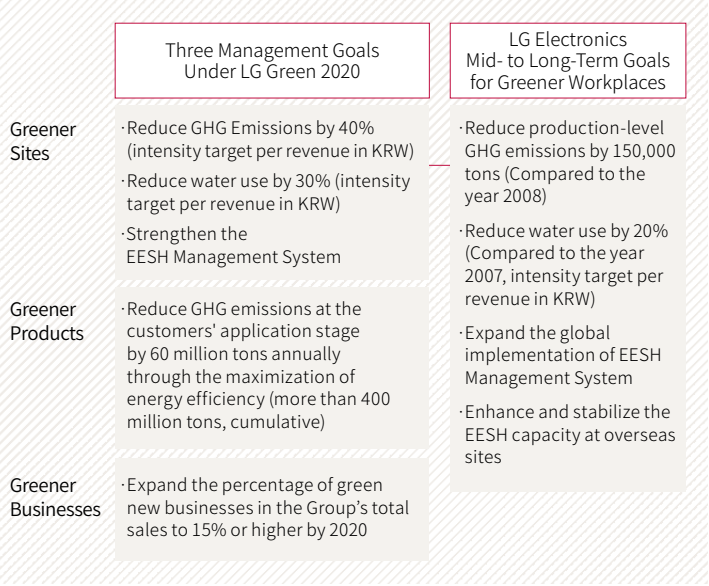 Three Management Goals
Under LG Green 2020
LG Electronics
Mid- to Long-Term Goals
for Greener Workplaces
Greener
Sites
·Reduce GHG Emissions by 40%
(intensity target per revenue in KRW)
·Reduce water use by 30% (intensity
target per revenue in KRW)
·Strengthen the
EESH Management System
Greener
Products
·Reduce GHG emissions at the
customers' application stage
by 60 million tons annually
through the maximization of
energy efficiency (more than 400
million tons, cumulative)
Greener
Businesses
·Expand the percentage of green
new businesses in the Group’s total
sales to 15% or higher by 2020
·Reduce production-level
GHG emissions by 150,000
tons (Compared to the
year 2008)
·Reduce water use by 20%
(Compared to the year
2007, intensity target per
revenue in KRW)
·Expand the global
implementation of EESH
Management System
·Enhance and stabilize the
EESH capacity at overseas
sites